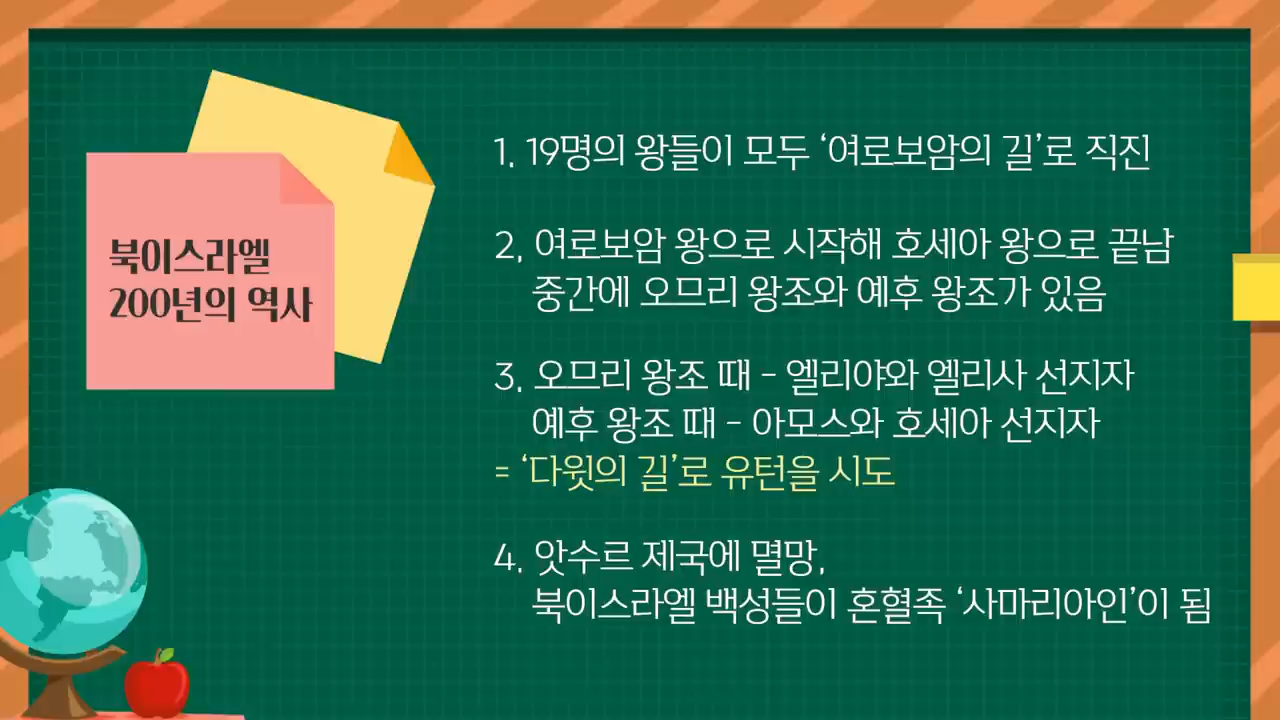 북이스라엘
200년의 역사
1. 19명의 왕들이 모두 ‘여로보암의 길’로 직진
2. 여로보암 왕으로 시작해 호세아 왕으로 끝남
중간에 오므리 왕조와 예후 왕조가 있음
3. 오므리 왕조 때 - 엘리야와 엘리사 선지자
예후 왕조 때 - 아모스와 호세아 선지자
= ‘다윗의 길’로 유턴을 시도
4. 앗수르 제국에 멸망,
북이스라엘 백성들이 혼혈족 ‘사마리아인’이 됨